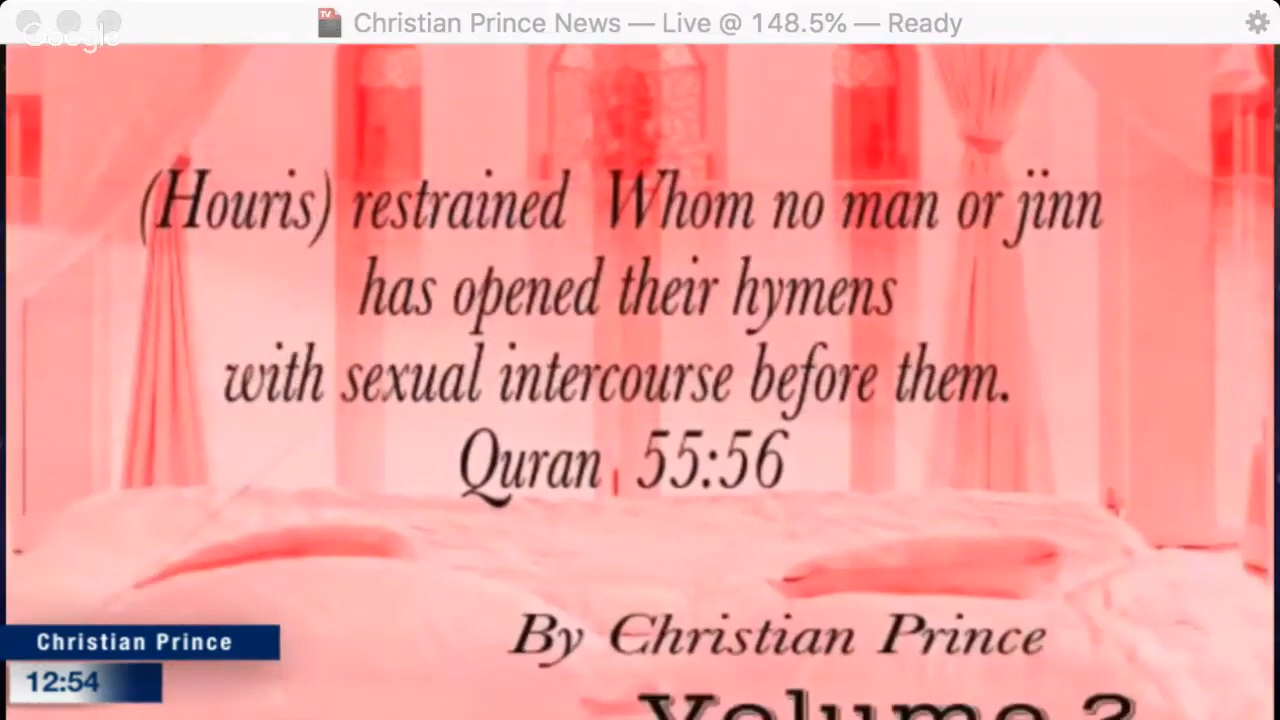 Christian Prince News — Live @ 148.5% — Ready
Google
(Houris) restrained Whom no man or jinn
has opened their hymens
with sexual intercourse before them.
Quran 55:56
By Christian Prince
Christian Prince
12:54